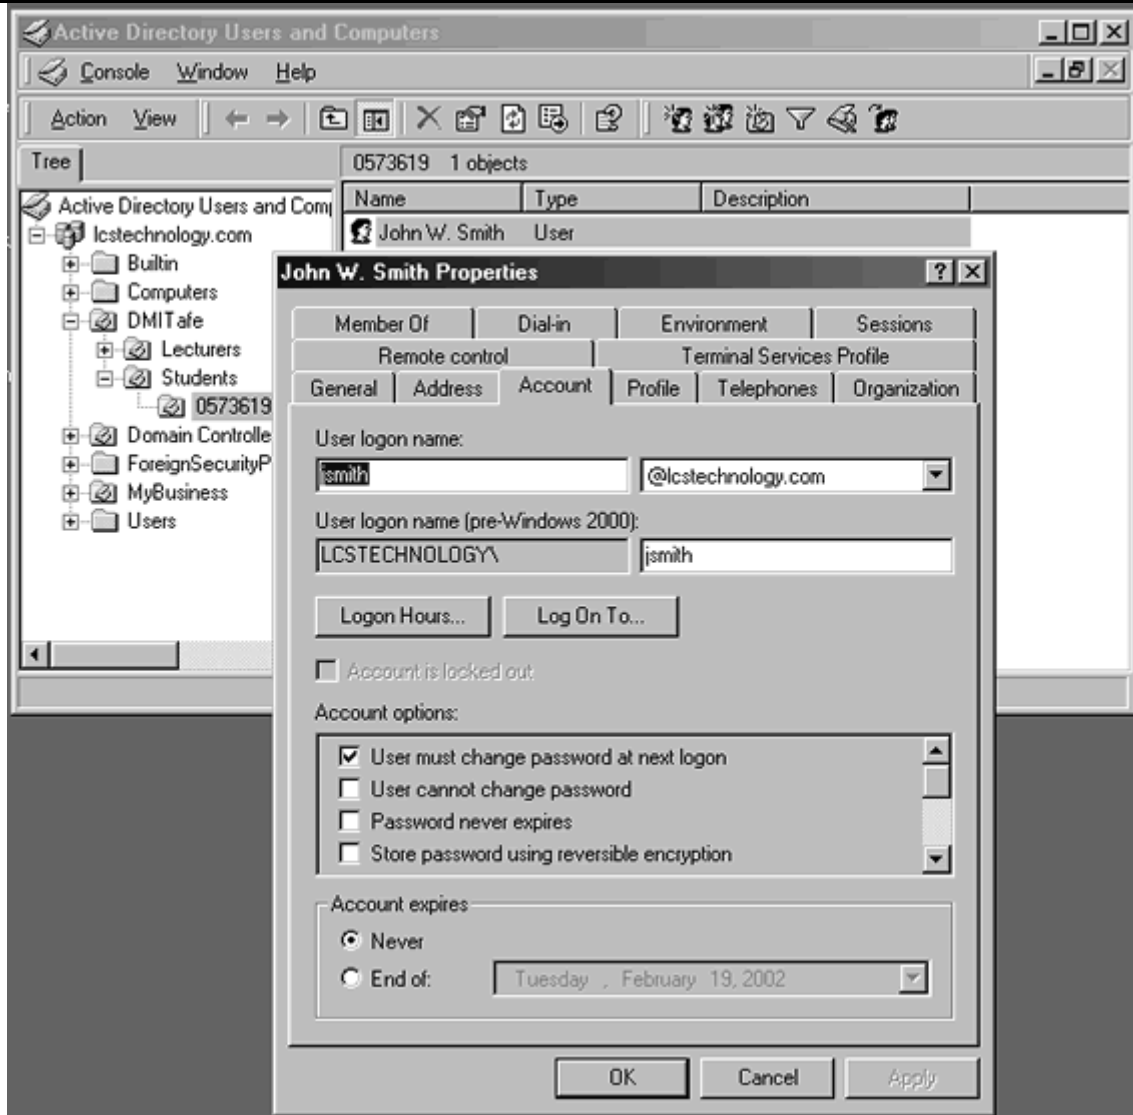 Active Directory Users and Computers
Console Window Help
Action View
Tree
0573619 1 objects
Name Type Description
Active Directory Users and Comp
lcstechnology.com
John W. Smith User
Builtin
Computers
DMITafe
Lecturers
Students
0573619
Domain Controlle
ForeignSecurityP
MyBusiness
Users
John W. Smith Properties
Member Of Dial-in Environment Sessions
Remote control Terminal Services Profile
General Address Account Profile Telephones Organization
User logon name:
jsmith @lcstechnology.com
User logon name (pre-Windows 2000):
LCSTECHNOLOGY\ jsmith
Logon Hours... Log On To...
Account is locked out
Account options:
User must change password at next logon
User cannot change password
Password never expires
Store password using reversible encryption
Account expires
Never
End of: Tuesday , February 19, 2002
OK Cancel Apply